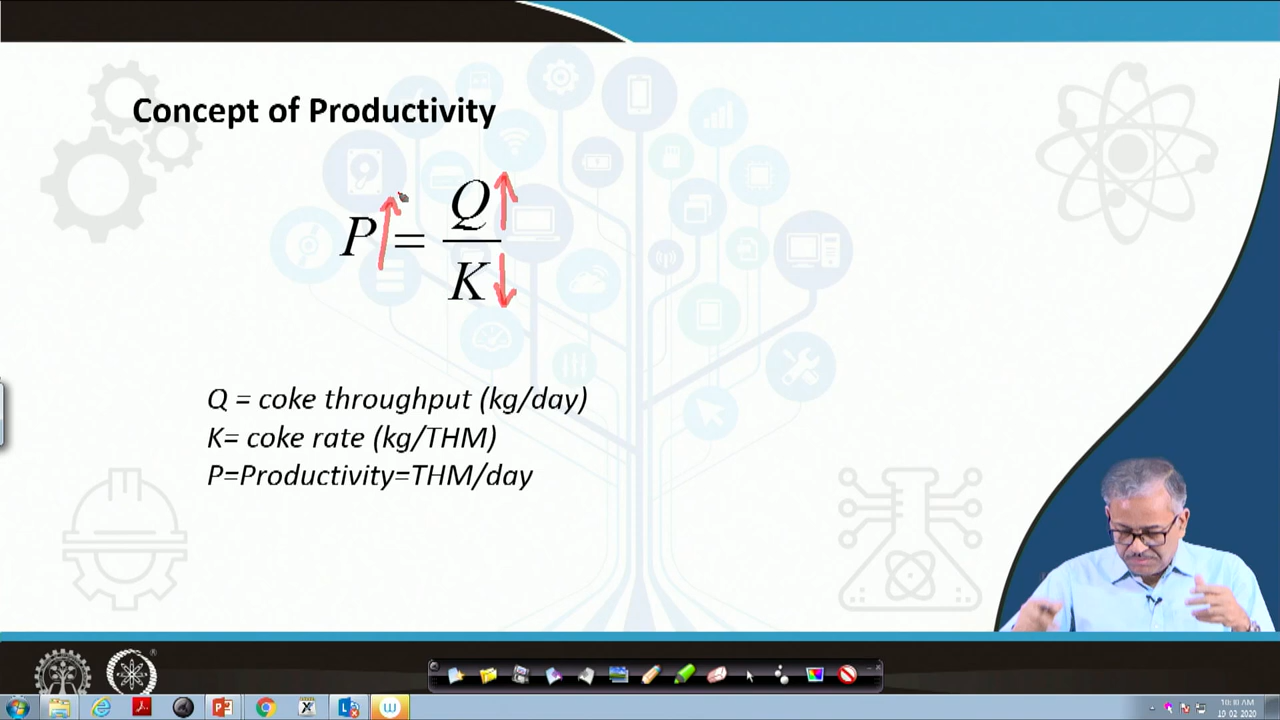 Concept of Productivity
P = Q/K
Q = coke throughput (kg/day)
K= coke rate (kg/THM)
P=Productivity=THM/day